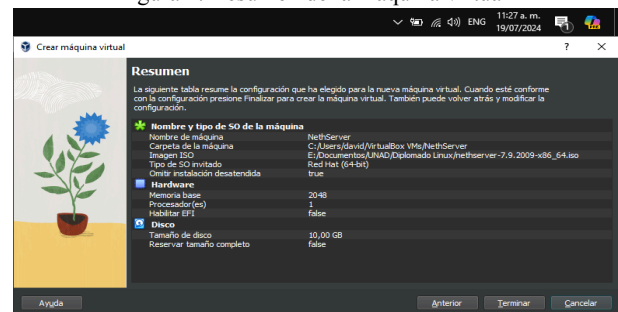 ENG
11:27 a. m.
19/07/2024
1
Crear máquina virtual
?
Resumen
La siguiente tabla resume la configuración que ha elegido para la nueva máquina virtual. Cuando esté conforme
con la configuración presione Finalizar para crear la máquina virtual. También puede volver atrás y modificar la
configuración.
Nombre y tipo de SO de la máquina
Nombre de máquina NethServer
Carpeta de la máquina C:/Users/david/VirtualBox VMs/NethServer
Imagen ISO E:/Documentos/UNAD/Diplomado Linux/nethserver-7.9.2009-x86_64.iso
Tipo de SO invitado Red Hat (64-bit)
Omitir instalación desatendida true
Hardware
Memoria base 2048
Procesador(es) 1
Habilitar EFI false
Disco
Tamaño de disco 10,00 GB
Reservar tamaño completo false
Ayuda
Anterior
Terminar
Cancelar